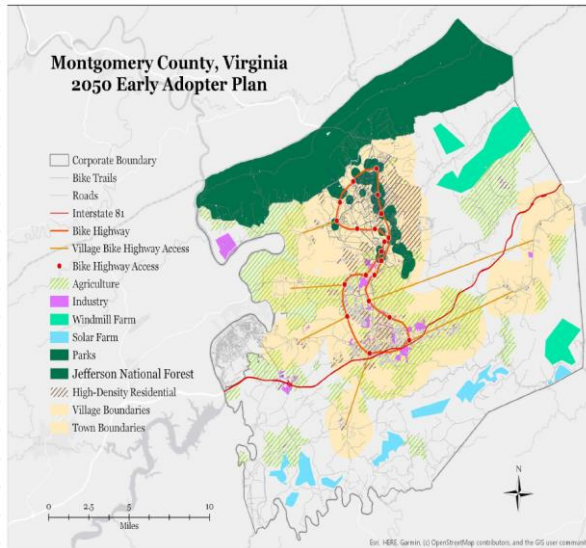 Montgomery County, Virginia
2050 Early Adopter Plan
Corporate Boundary
Bike Trails
Roads
Interstate 81
Bike Highway
Village Bike Highway Access
Bike Highway Access
Agriculture
Industry
Windmill Farm
Solar Farm
Parks
Jefferson National Forest
High-Density Residential
Village Boundaries
Town Boundaries
N
0 2.5 5 10
Miles
Esri, HERE, Garmin, (c) OpenStreetMap contributors, and the GIS user